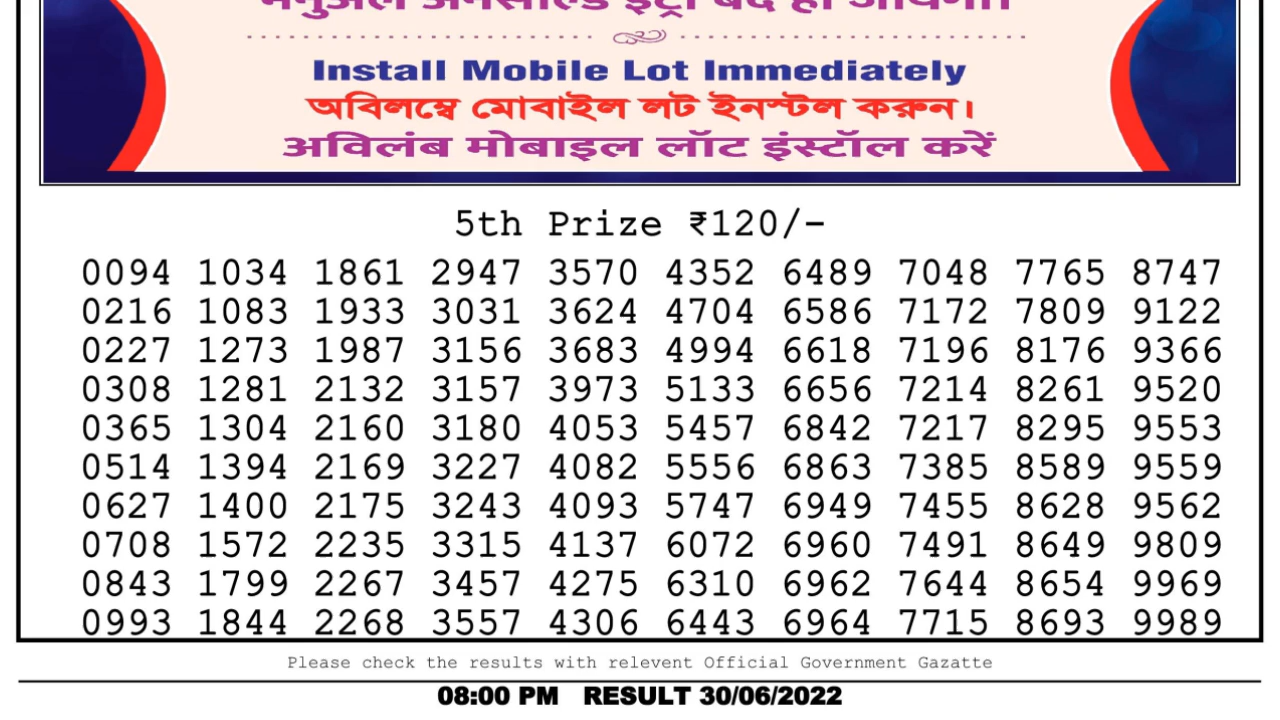 Install Mobile Lot Immediately
অবিলম্বে মোবাইল লট ইনস্টল করুন।
अविलंब मोबाइल लॉट इंस्टॉल करें
5th Prize ₹120/-
0094 1034 1861 2947 3570 4352 6489 7048 7765 8747
0216 1083 1933 3031 3624 4704 6586 7172 7809 9122
0227 1273 1987 3156 3683 4994 6618 7196 8176 9366
0308 1281 2132 3157 3973 5133 6656 7214 8261 9520
0365 1304 2160 3180 4053 5457 6842 7217 8295 9553
0514 1394 2169 3227 4082 5556 6863 7385 8589 9559
0627 1400 2175 3243 4093 5747 6949 7455 8628 9562
0708 1572 2235 3315 4137 6072 6960 7491 8649 9809
0843 1799 2267 3457 4275 6310 6962 7644 8654 9969
0993 1844 2268 3557 4306 6443 6964 7715 8693 9989
Please check the results with relevent Official Government Gazatte
08:00 PM RESULT 30/06/2022